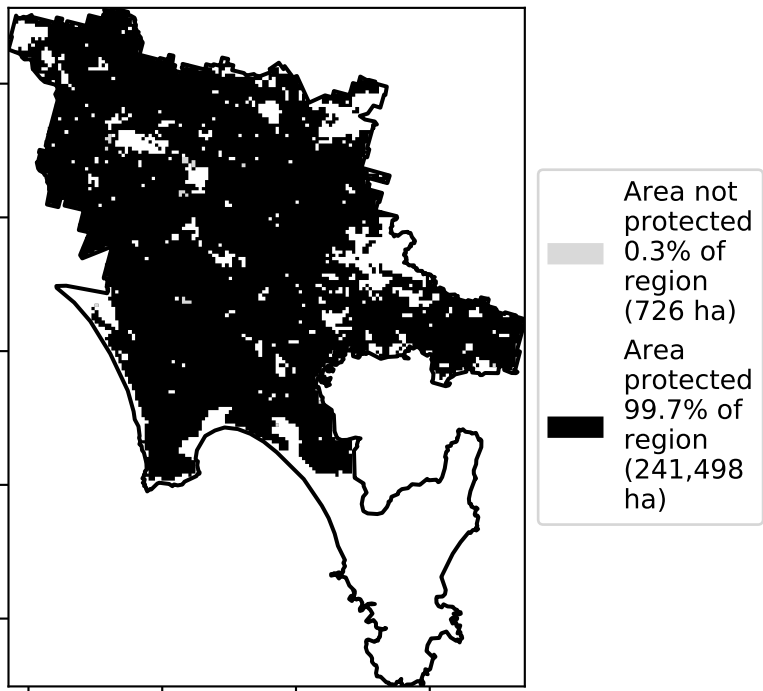 Area not
protected
0.3% of
region
(726 ha)
Area
protected
99.7% of
region
(241,498
ha)